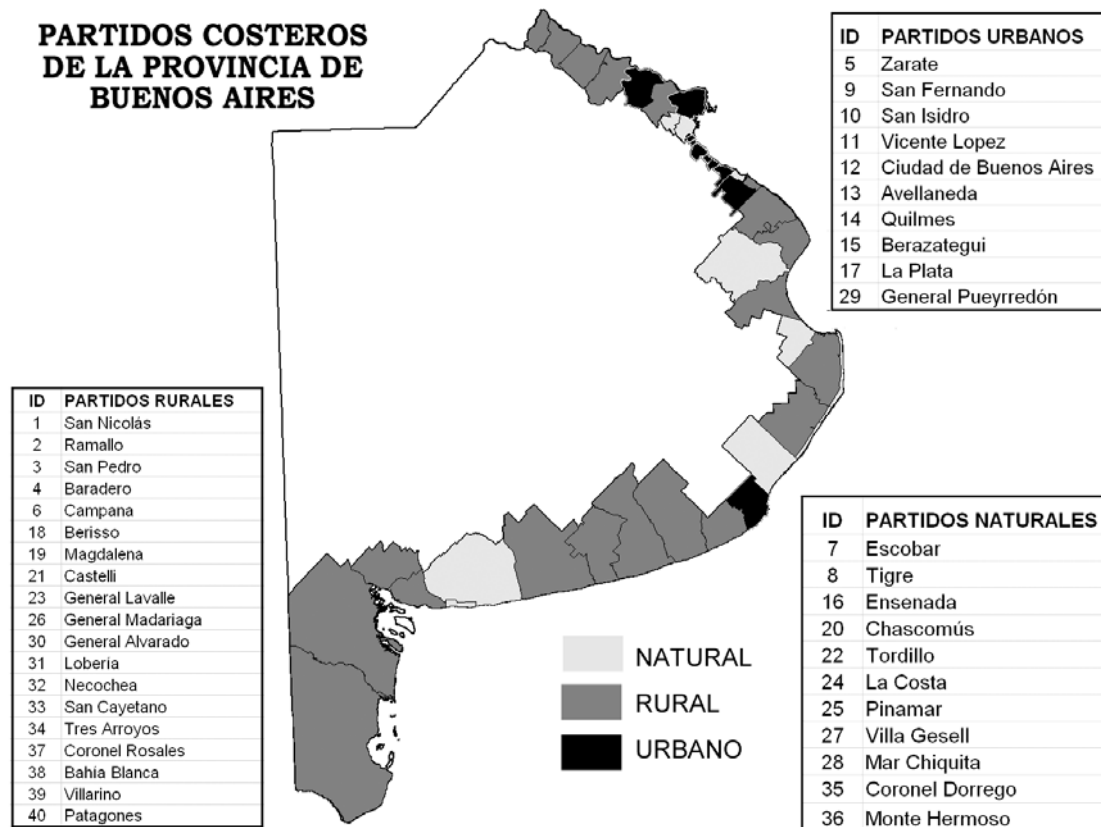 PARTIDOS COSTEROS
DE LA PROVINCIA DE
BUENOS AIRES
ID PARTIDOS URBANOS
5 Zarate
9 San Fernando
10 San Isidro
11 Vicente Lopez
12 Ciudad de Buenos Aires
13 Avellaneda
14 Quilmes
15 Berazategui
17 La Plata
29 General Pueyrredón
ID PARTIDOS RURALES
1 San Nicolás
2 Ramallo
3 San Pedro
4 Baradero
6 Campana
18 Berisso
19 Magdalena
21 Castelli
23 General Lavalle
26 General Madariaga
30 General Alvarado
31 Lobería
32 Necochea
33 San Cayetano
34 Tres Arroyos
37 Coronel Rosales
38 Bahía Blanca
39 Villarino
40 Patagones
NATURAL
RURAL
URBANO
ID PARTIDOS NATURALES
7 Escobar
8 Tigre
16 Ensenada
20 Chascomús
22 Tordillo
24 La Costa
25 Pinamar
27 Villa Gesell
28 Mar Chiquita
35 Coronel Dorrego
36 Monte Hermoso